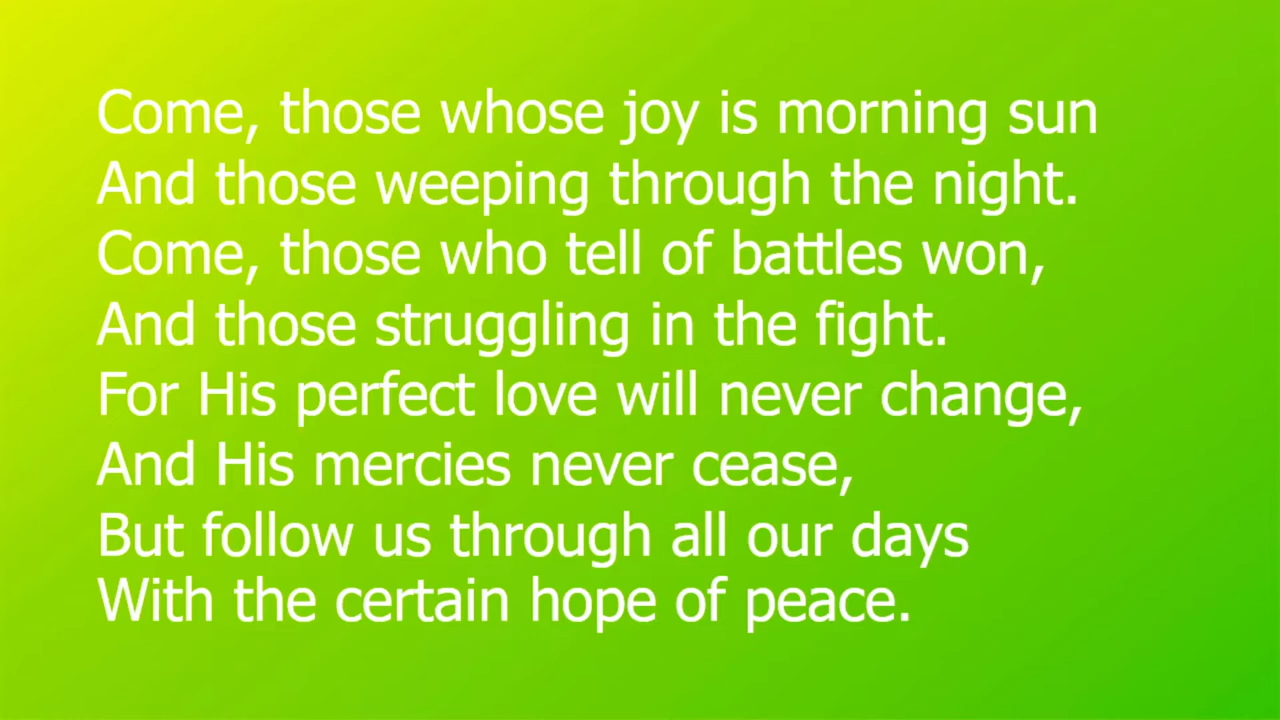 Come, those whose joy is morning sun
And those weeping through the night.
Come, those who tell of battles won,
And those struggling in the fight.
For His perfect love will never change,
And His mercies never cease,
But follow us through all our days
With the certain hope of peace.